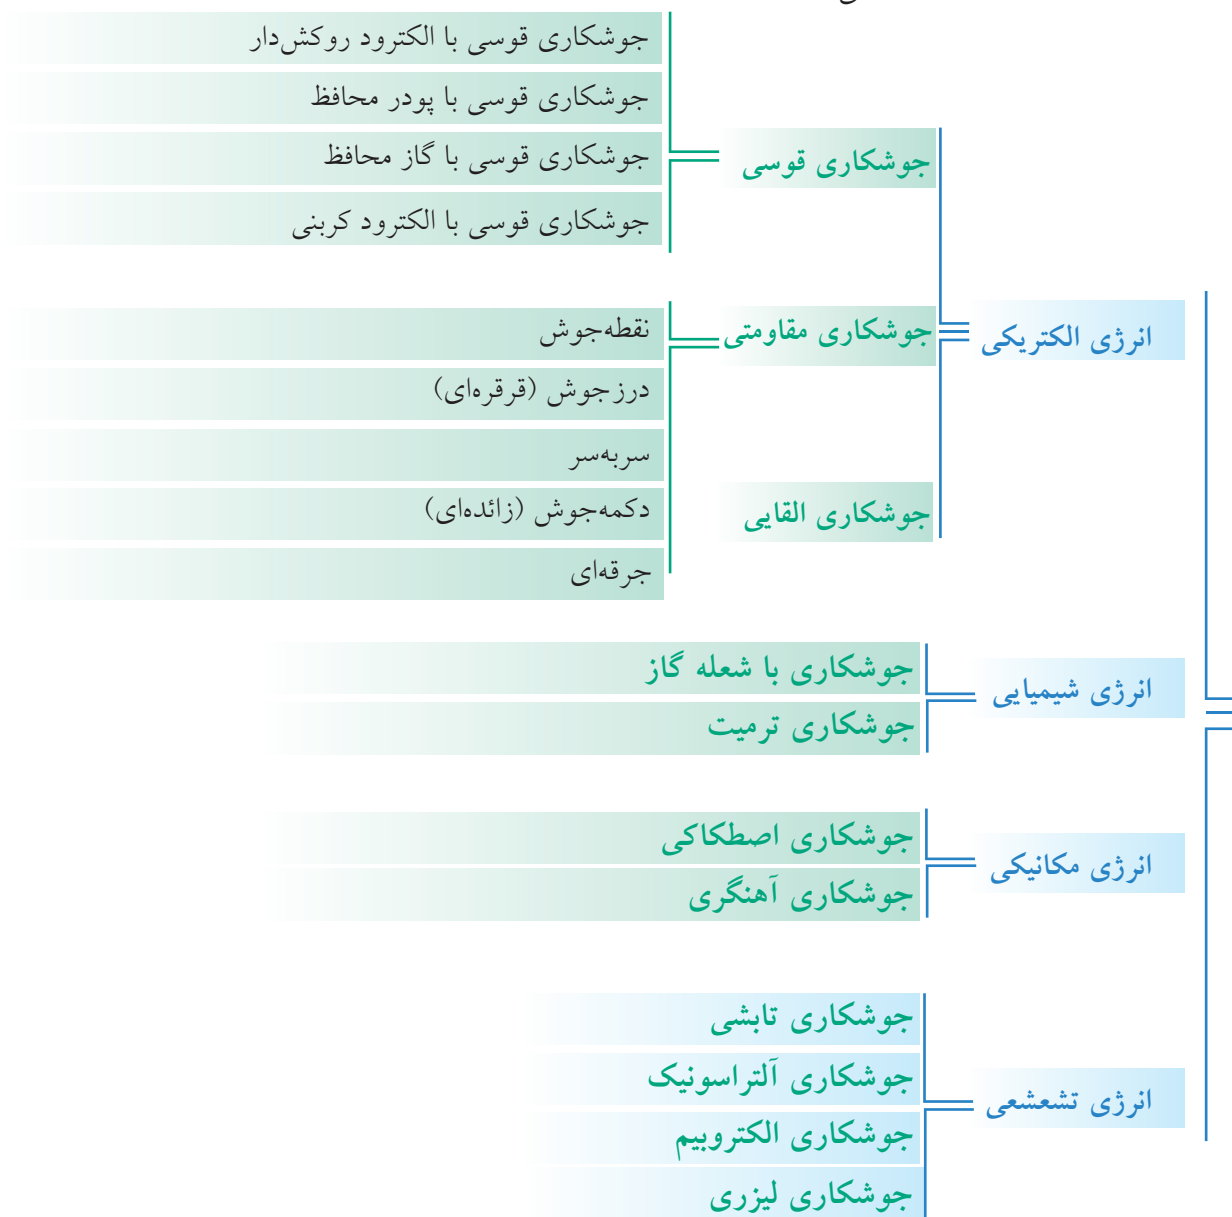 انرژی الکتریکی
جوشکاری قوسی
جوشکاری قوسی با الکترود روکش‌دار
جوشکاری قوسی با پودر محافظ
جوشکاری قوسی با گاز محافظ
جوشکاری قوسی با الکترود کربنی
جوشکاری مقاومتی
نقطه‌جوش
درزجوش (قرقره‌ای)
سربه‌سر
دکمه‌جوش (زائده‌ای)
جرقه‌ای
جوشکاری القایی
انرژی شیمیایی
جوشکاری با شعله گاز
جوشکاری ترمیت
انرژی مکانیکی
جوشکاری اصطکاکی
جوشکاری آهنگری
انرژی تشعشعی
جوشکاری تابشی
جوشکاری آلتراسونیک
جوشکاری الکتروبیم
جوشکاری لیزری